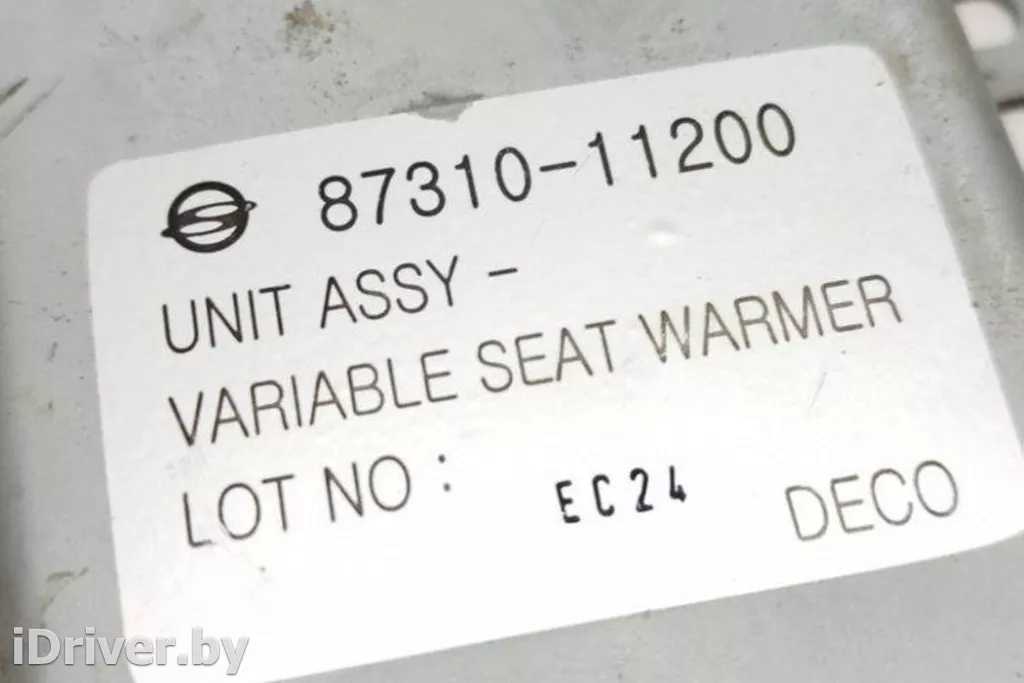 87310-11200
UNIT ASSY -
VARIABLE SEAT WARMER
LOT NO : EC24 DECO
iDriver.by